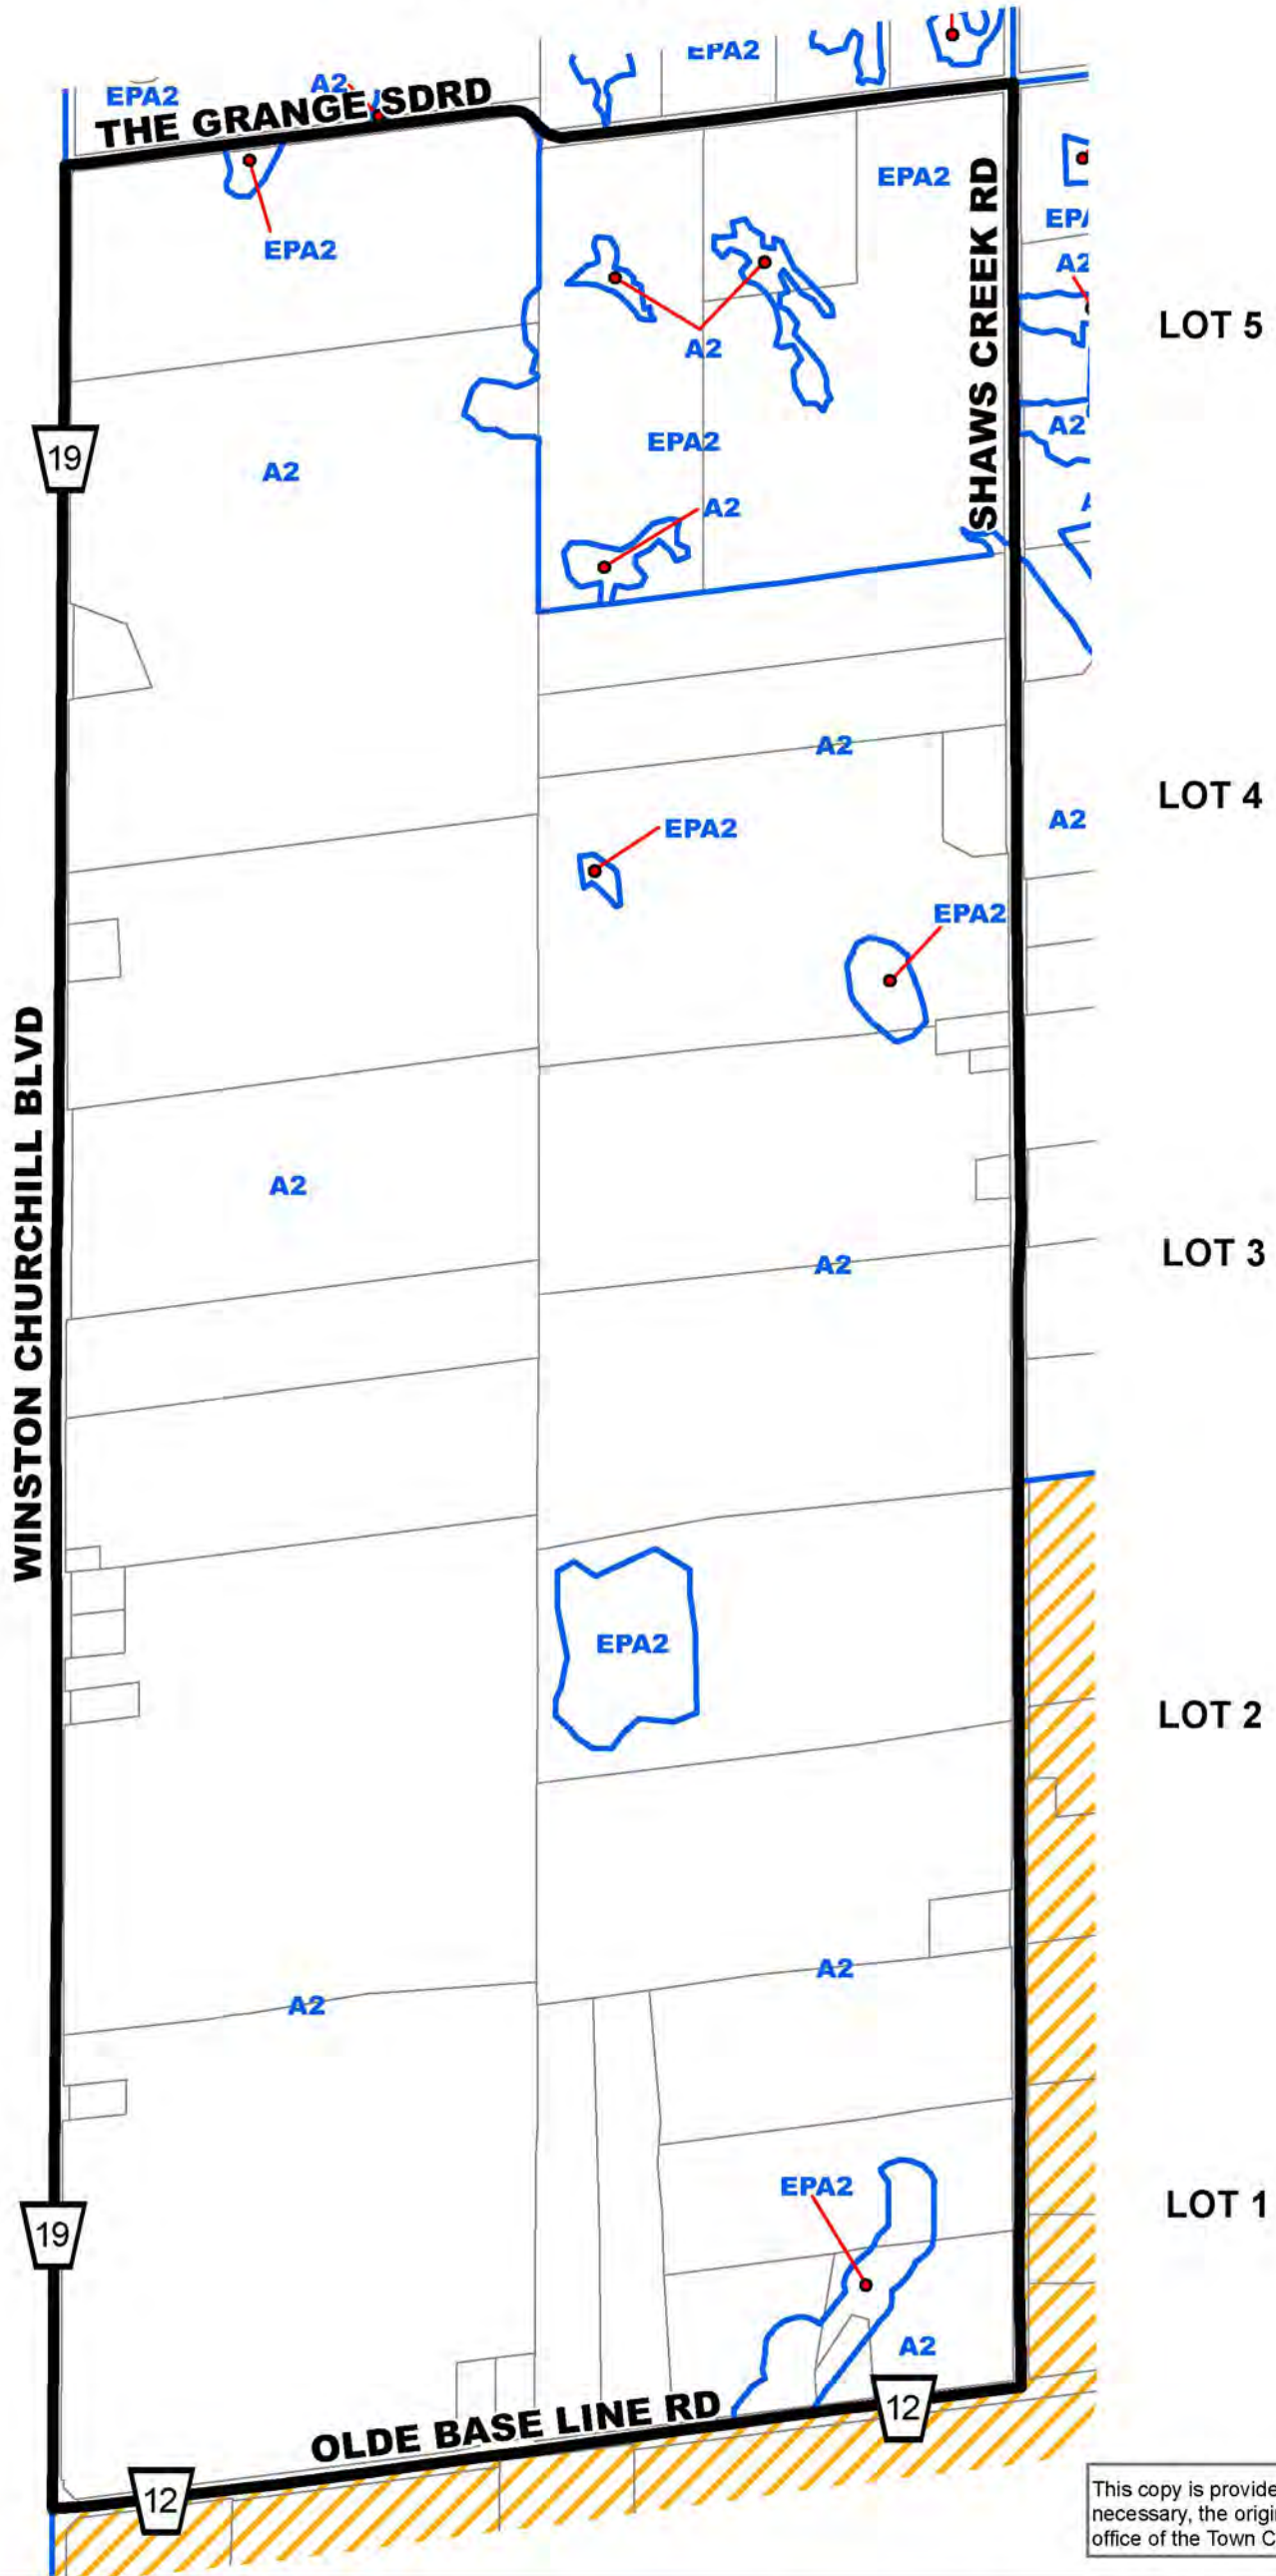 EPA2
A2
EPA2
THE GRANGE SDRD
EPA2
SHAWS CREEK RD
EPA2
A2
LOT 5
A2
19
A2
EPA2
A2
A2
A2
LOT 4
EPA2
A2
EPA2
WINSTON CHURCHILL BLVD
A2
LOT 3
A2
EPA2
LOT 2
A2
A2
EPA2
LOT 1
19
A2
12
OLDE BASE LINE RD
12
This copy is provide
necessary, the origin
office of the Town C